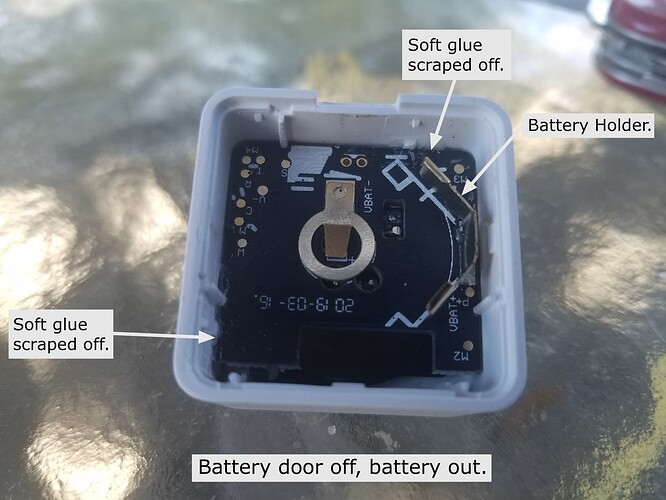 Soft glue
scraped off.
Battery Holder.
M3
VBAT-
2019-03-15.
P+
VBAT+
Soft glue
scraped off.
M2
Battery door off, battery out.